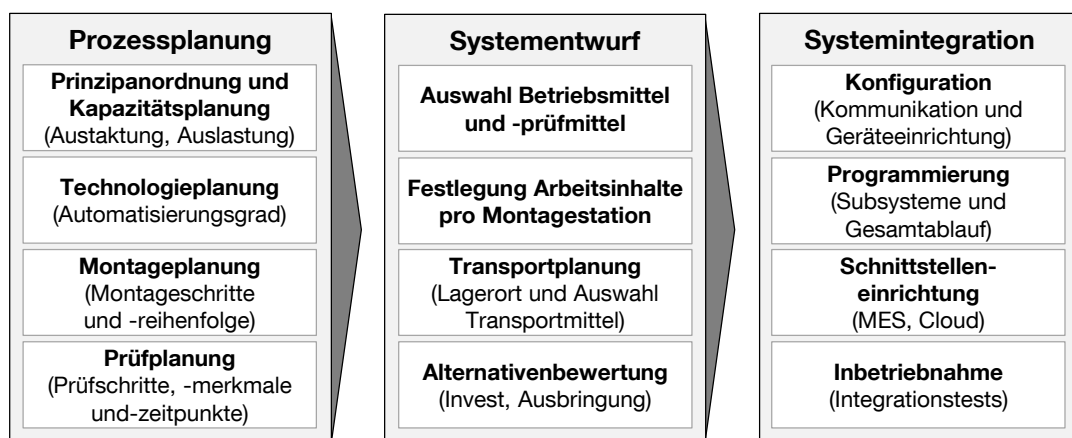 Prozessplanung
Prinzipanordnung und
Kapazitätsplanung
(Austaktung, Auslastung)
Technologieplanung
(Automatisierungsgrad)
Montageplanung
(Montageschritte
und -reihenfolge)
Prüfplanung
(Prüfschritte, -merkmale
und-zeitpunkte)
Systementwurf
Auswahl Betriebsmittel
und -prüfmittel
Festlegung Arbeitsinhalte
pro Montagestation
Transportplanung
(Lagerort und Auswahl
Transportmittel)
Alternativenbewertung
(Invest, Ausbringung)
Systemintegration
Konfiguration
(Kommunikation und
Geräteeinrichtung)
Programmierung
(Subsysteme und
Gesamtablauf)
Schnittstellen-
einrichtung
(MES, Cloud)
Inbetriebnahme
(Integrationstests)